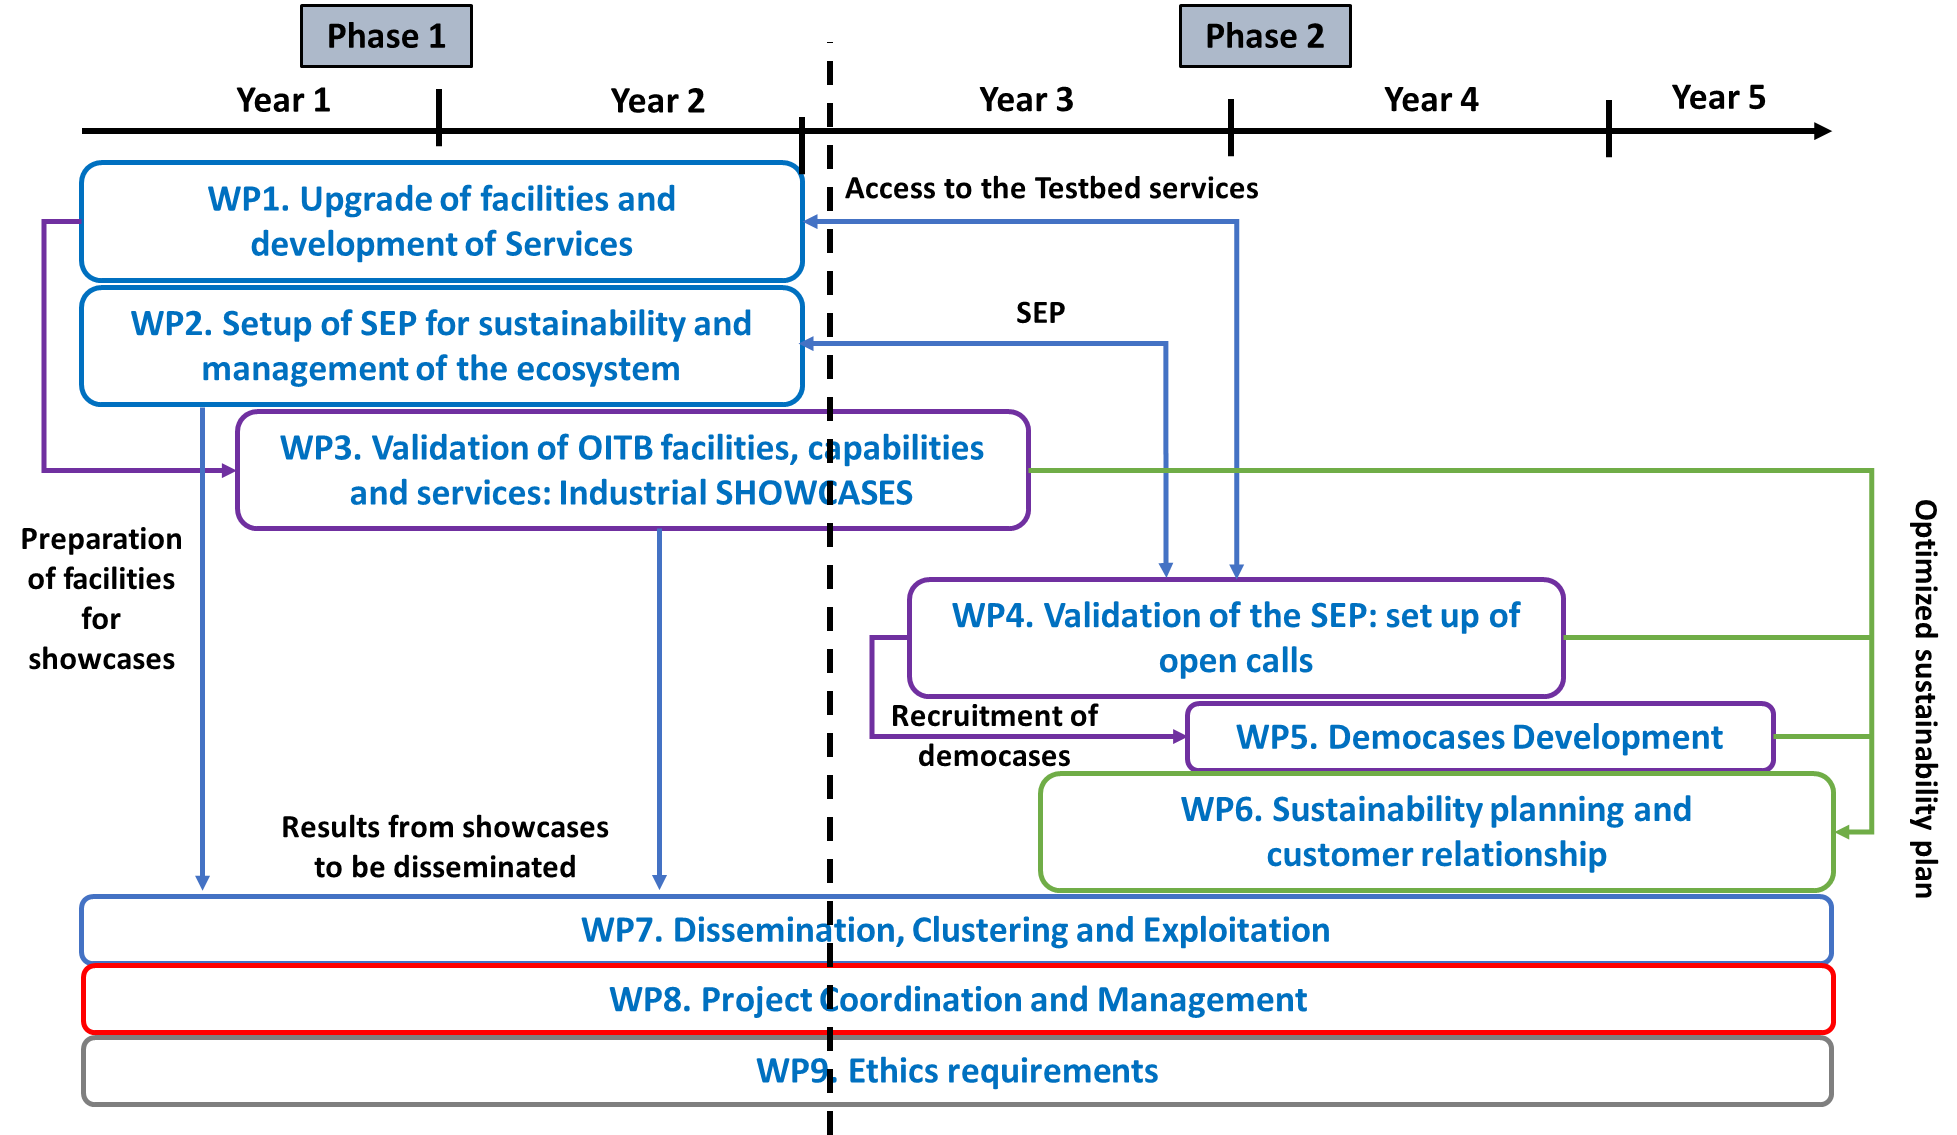 Phase 1
Phase 2
Year 1
Year 2
Year 3
Year 4
Year 5
WP1. Upgrade of facilities and
development of Services
Access to the Testbed services
WP2. Setup of SEP for sustainability and
management of the ecosystem
SEP
WP3. Validation of OITB facilities, capabilities
and services: Industrial SHOWCASES
Preparation
of facilities
for
showcases
WP4. Validation of the SEP: set up of
open calls
Recruitment of
democases
WP5. Democases Development
WP6. Sustainability planning and
customer relationship
Optimized sustainability plan
Results from showcases
to be disseminated
WP7. Dissemination, Clustering and Exploitation
WP8. Project Coordination and Management
WP9. Ethics requirements